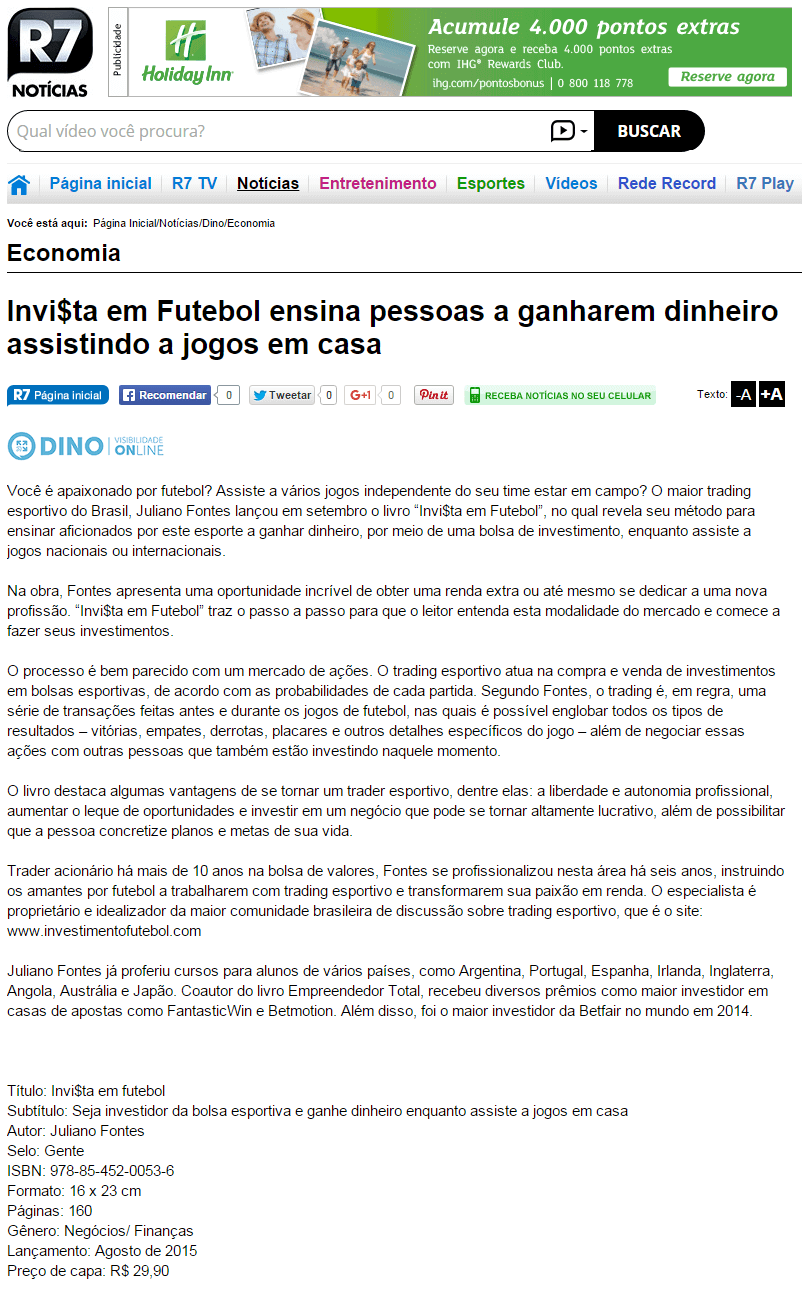 R7
NOTÍCIAS
Publicidade
Holiday Inn
Acumule 4.000 pontos extras
Reserve agora e receba 4.000 pontos extras
com IHG® Rewards Club.
ihg.com/pontosbonus | 0 800 118 778
Reserve agora
Qual vídeo você procura?
BUSCAR
Página inicial
R7 TV
Notícias
Entretenimento
Esportes
Vídeos
Rede Record
R7 Play
Você está aqui: Página Inicial/Notícias/Dino/Economia
Economia
Invi$ta em Futebol ensina pessoas a ganharem dinheiro
assistindo a jogos em casa
R7 Página inicial
Recomendar 0
Tweetar 0
G+1 0
Pin it
RECEBA NOTÍCIAS NO SEU CELULAR
Texto: -A +A
DINO | VISIBILIDADE
ONLINE
Você é apaixonado por futebol? Assiste a vários jogos independente do seu time estar em campo? O maior trading
esportivo do Brasil, Juliano Fontes lançou em setembro o livro “Invi$ta em Futebol”, no qual revela seu método para
ensinar aficionados por este esporte a ganhar dinheiro, por meio de uma bolsa de investimento, enquanto assiste a
jogos nacionais ou internacionais.
Na obra, Fontes apresenta uma oportunidade incrível de obter uma renda extra ou até mesmo se dedicar a uma nova
profissão. “Invi$ta em Futebol” traz o passo a passo para que o leitor entenda esta modalidade do mercado e comece a
fazer seus investimentos.
O processo é bem parecido com um mercado de ações. O trading esportivo atua na compra e venda de investimentos
em bolsas esportivas, de acordo com as probabilidades de cada partida. Segundo Fontes, o trading é, em regra, uma
série de transações feitas antes e durante os jogos de futebol, nas quais é possível englobar todos os tipos de
resultados – vitórias, empates, derrotas, placares e outros detalhes específicos do jogo – além de negociar essas
ações com outras pessoas que também estão investindo naquele momento.
O livro destaca algumas vantagens de se tornar um trader esportivo, dentre elas: a liberdade e autonomia profissional,
aumentar o leque de oportunidades e investir em um negócio que pode se tornar altamente lucrativo, além de possibilitar
que a pessoa concretize planos e metas de sua vida.
Trader acionário há mais de 10 anos na bolsa de valores, Fontes se profissionalizou nesta área há seis anos, instruindo
os amantes por futebol a trabalharem com trading esportivo e transformarem sua paixão em renda. O especialista é
proprietário e idealizador da maior comunidade brasileira de discussão sobre trading esportivo, que é o site:
www.investimentofutebol.com
Juliano Fontes já proferiu cursos para alunos de vários países, como Argentina, Portugal, Espanha, Irlanda, Inglaterra,
Angola, Austrália e Japão. Coautor do livro Empreendedor Total, recebeu diversos prêmios como maior investidor em
casas de apostas como FantasticWin e Betmotion. Além disso, foi o maior investidor da Betfair no mundo em 2014.
Título: Invi$ta em futebol
Subtítulo: Seja investidor da bolsa esportiva e ganhe dinheiro enquanto assiste a jogos em casa
Autor: Juliano Fontes
Selo: Gente
ISBN: 978-85-452-0053-6
Formato: 16 x 23 cm
Páginas: 160
Gênero: Negócios/ Finanças
Lançamento: Agosto de 2015
Preço de capa: R$ 29,90